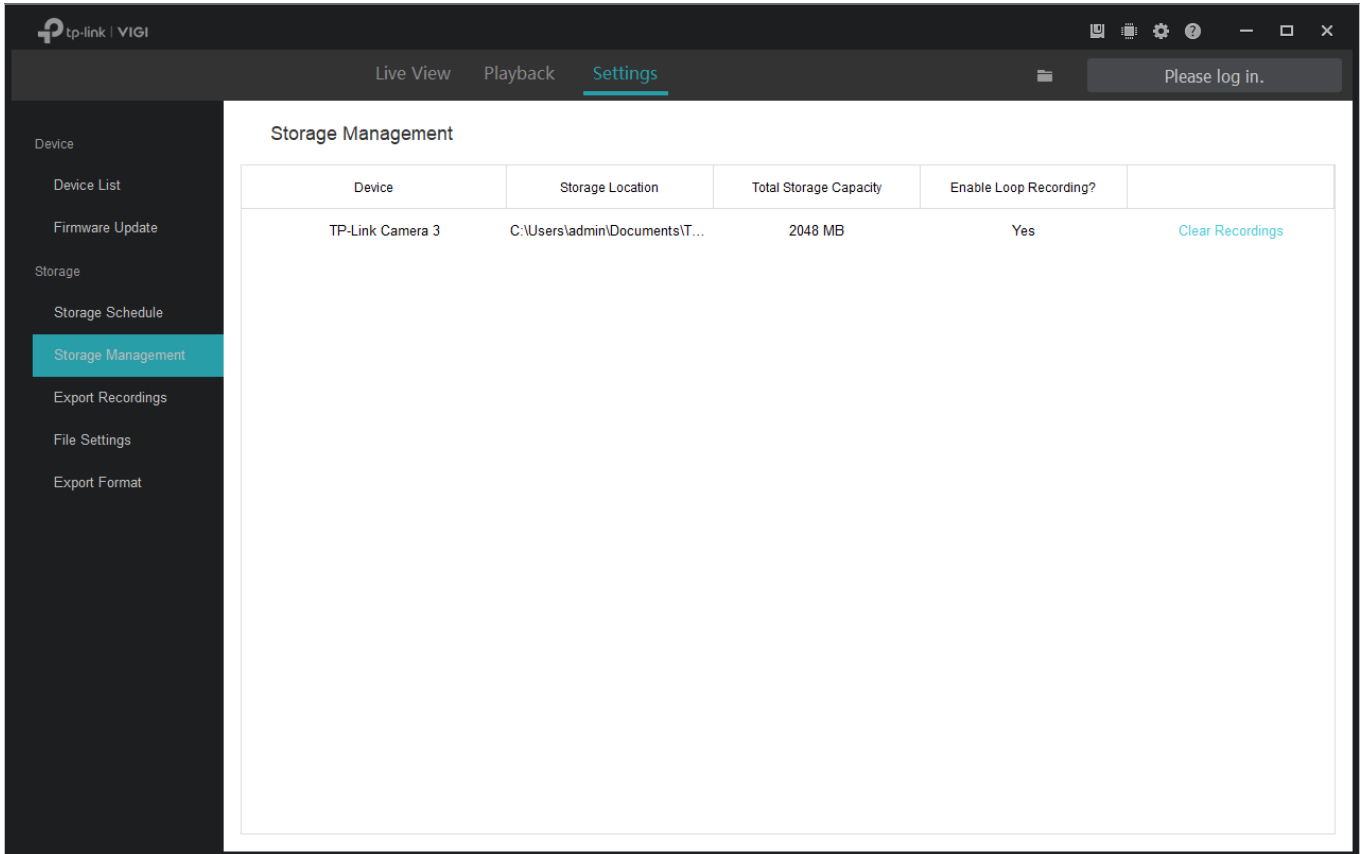 tp-link | VIGI
Live View Playback Settings Please log in.
Device
Device List
Firmware Update
Storage
Storage Schedule
Storage Management
Export Recordings
File Settings
Export Format
Storage Management
Device Storage Location Total Storage Capacity Enable Loop Recording?
TP-Link Camera 3 C:\Users\admin\Documents\T... 2048 MB Yes Clear Recordings